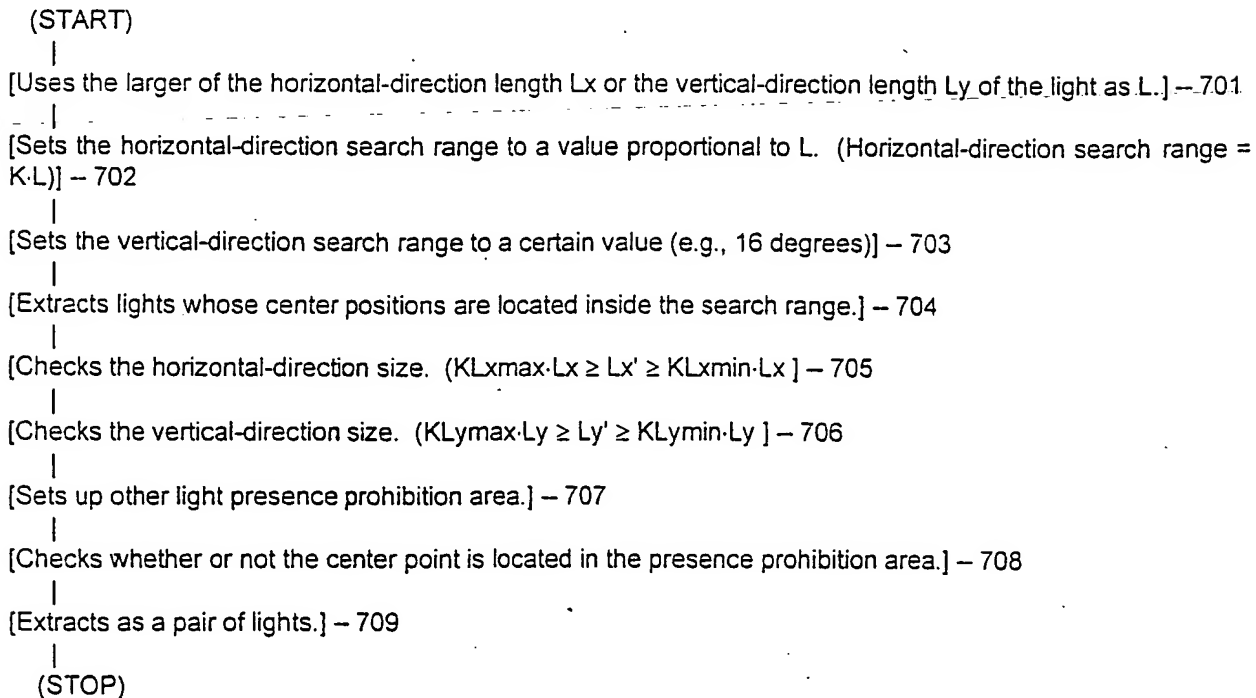 (START)
[Uses the larger of the horizontal-direction length Lx or the vertical-direction length Ly of the light as L.] – 701
[Sets the horizontal-direction search range to a value proportional to L. (Horizontal-direction search range =
K·L)] – 702
[Sets the vertical-direction search range to a certain value (e.g., 16 degrees)] – 703
[Extracts lights whose center positions are located inside the search range.] – 704
[Checks the horizontal-direction size. (KLxmax·Lx ≥ Lx' ≥ KLxmin·Lx ] – 705
[Checks the vertical-direction size. (KLymax·Ly ≥ Ly' ≥ KLymin·Ly ] – 706
[Sets up other light presence prohibition area.] – 707
[Checks whether or not the center point is located in the presence prohibition area.] – 708
[Extracts as a pair of lights.] – 709
(STOP)